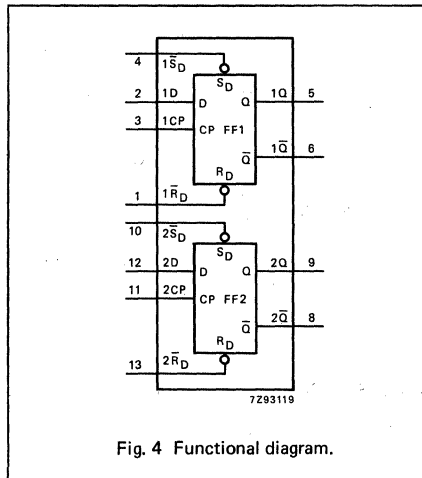 4 1S̅D
SD
2 1D D Q 1Q 5
3 1CP CP FF1
Q̅ 1Q̅ 6
RD
1 1R̅D
10 2S̅D
SD
12 2D D Q 2Q 9
11 2CP CP FF2
Q̅ 2Q̅ 8
RD
13 2R̅D
7Z93119
Fig. 4 Functional diagram.